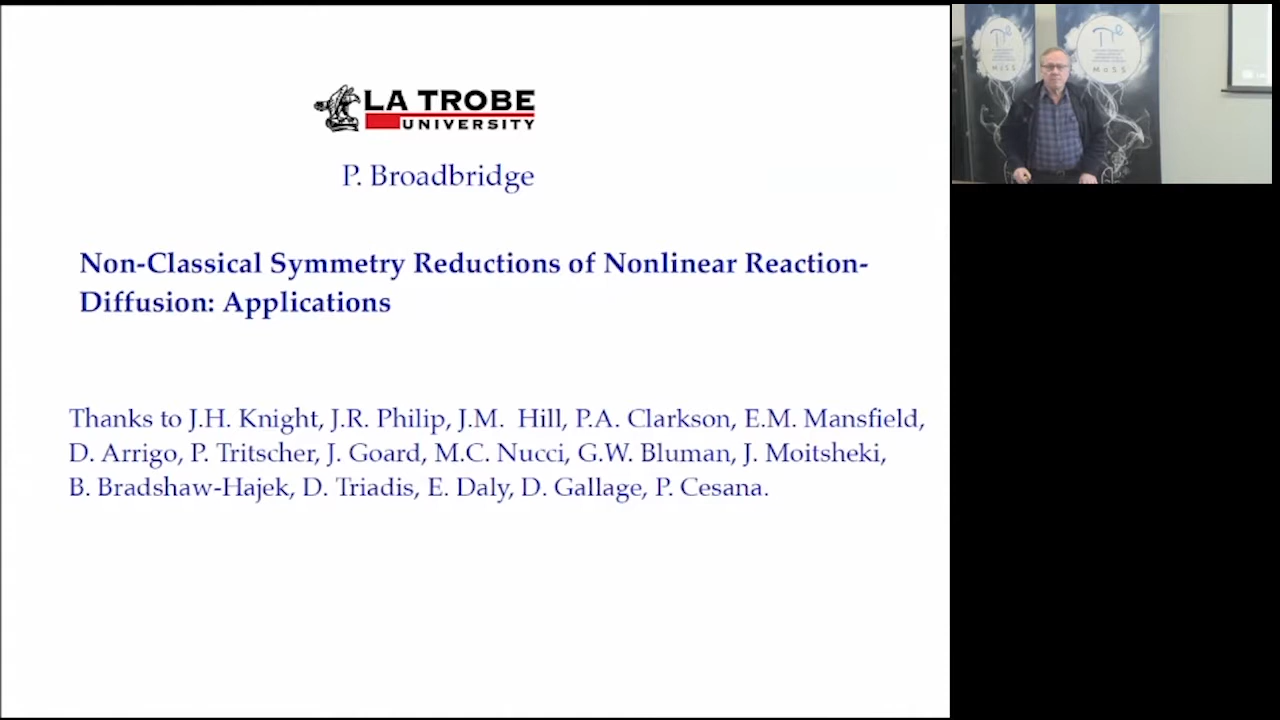 LA TROBE
UNIVERSITY
P. Broadbridge
Non-Classical Symmetry Reductions of Nonlinear Reaction-
Diffusion: Applications
Thanks to J.H. Knight, J.R. Philip, J.M. Hill, P.A. Clarkson, E.M. Mansfield,
D. Arrigo, P. Tritscher, J. Goard, M.C. Nucci, G.W. Bluman, J. Moitsheki,
B. Bradshaw-Hajek, D. Triadis, E. Daly, D. Gallage, P. Cesana.